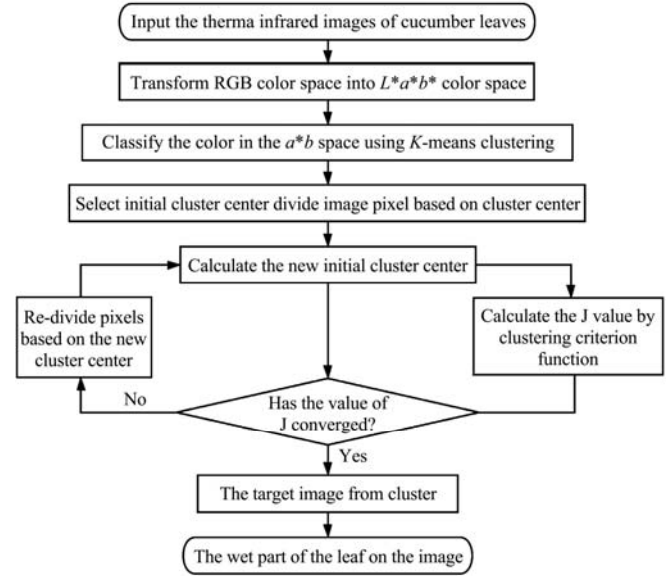 Input the therma infrared images of cucumber leaves
Transform RGB color space into L*a*b* color space
Classify the color in the a*b space using K-means clustering
Select initial cluster center divide image pixel based on cluster center
Calculate the new initial cluster center
Re-divide pixels
based on the new
cluster center
Calculate the J value by
clustering criterion
function
No
Has the value of
J converged?
Yes
The target image from cluster
The wet part of the leaf on the image